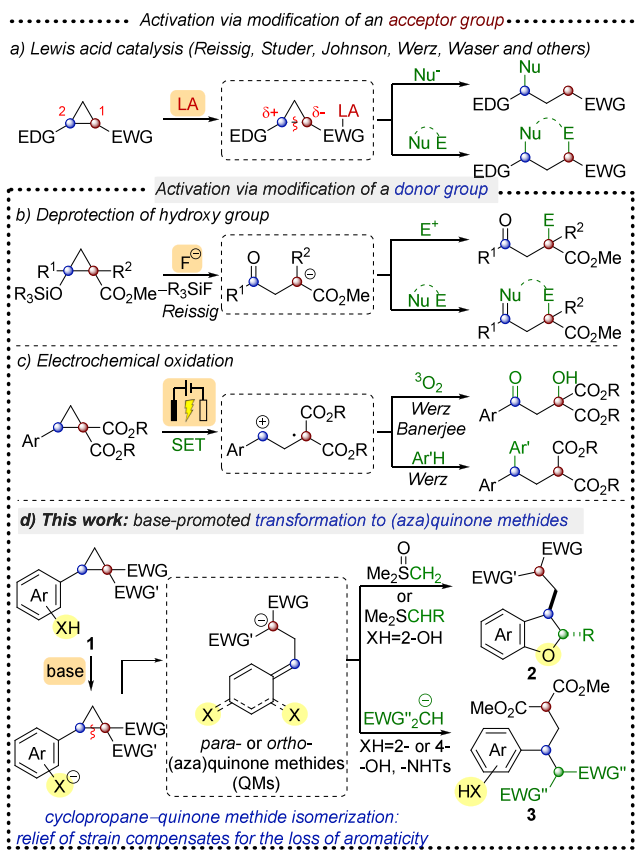 Activation via modification of an acceptor group
a) Lewis acid catalysis (Reissig, Studer, Johnson, Werz, Waser and others)
2 1
EDG EWG
LA
δ+ δ- LA
EDG EWG
Nu⁻
Nu
EDG EWG
Nu E
Nu E
EDG EWG
Activation via modification of a donor group
b) Deprotection of hydroxy group
R¹ R²
R₃SiO CO₂Me
F⊖
–R₃SiF
Reissig
O R²
⊖
R¹ CO₂Me
E⁺
O E R²
R¹ CO₂Me
Nu E
Nu E R²
R¹ CO₂Me
c) Electrochemical oxidation
Ar CO₂R
CO₂R
SET
⊕ CO₂R
Ar · CO₂R
³O₂
Werz
Banerjee
O OH CO₂R
Ar CO₂R
Ar'H
Werz
Ar' CO₂R
Ar CO₂R
d) This work: base-promoted transformation to (aza)quinone methides
EWG
EWG'
Ar
XH
1
base
EWG
EWG'
Ar
X⊖
⊖ EWG
EWG'
X X
para- or ortho-
(aza)quinone methides
(QMs)
O
Me₂SCH₂
or
Me₂SCHR
XH=2-OH
EWG
EWG'
Ar R
O
2
⊖
EWG''₂CH
XH=2- or 4-
-OH, -NHTs
CO₂Me
MeO₂C
Ar
HX EWG''
EWG''
3
cyclopropane–quinone methide isomerization:
relief of strain compensates for the loss of aromaticity